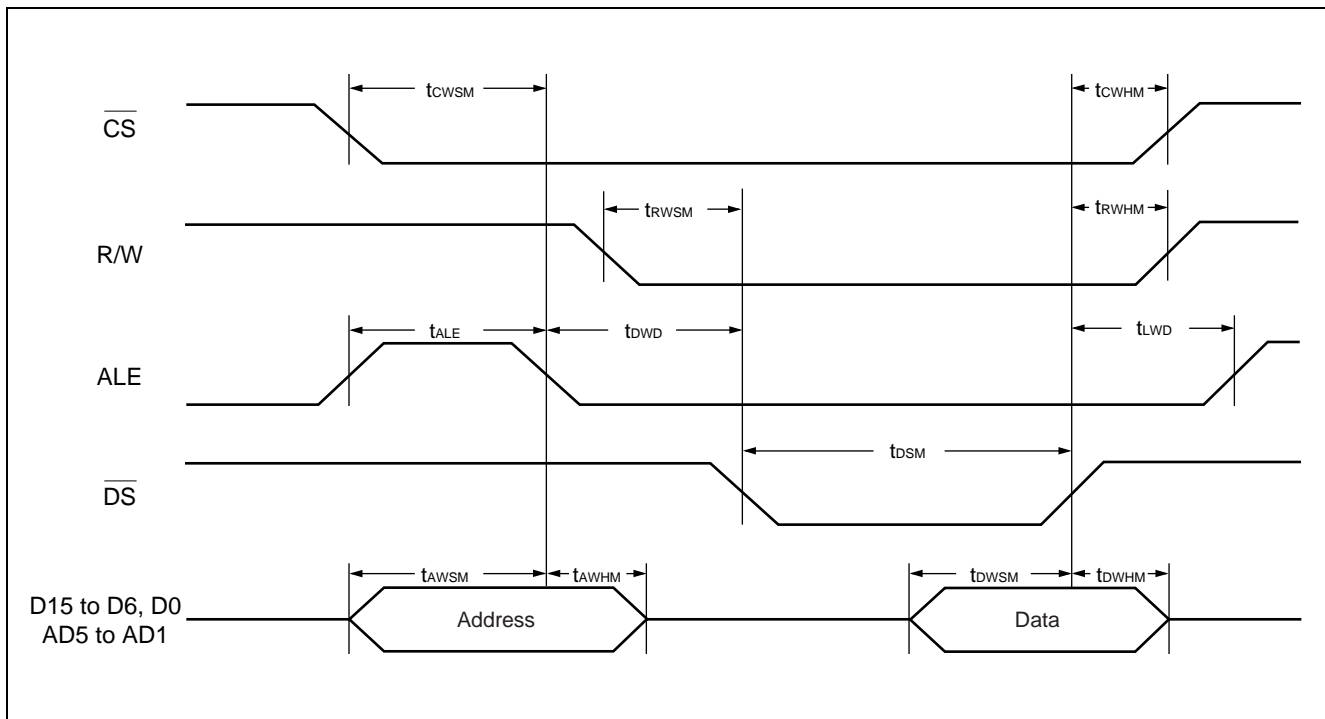 tCWSM
tCWHM
CS
tRWSM
tRWHM
R/W
tALE
tDWD
tLWD
ALE
tDSM
DS
tAWSM
tAWHM
tDWSM
tDWHM
D15 to D6, D0
AD5 to AD1
Address
Data